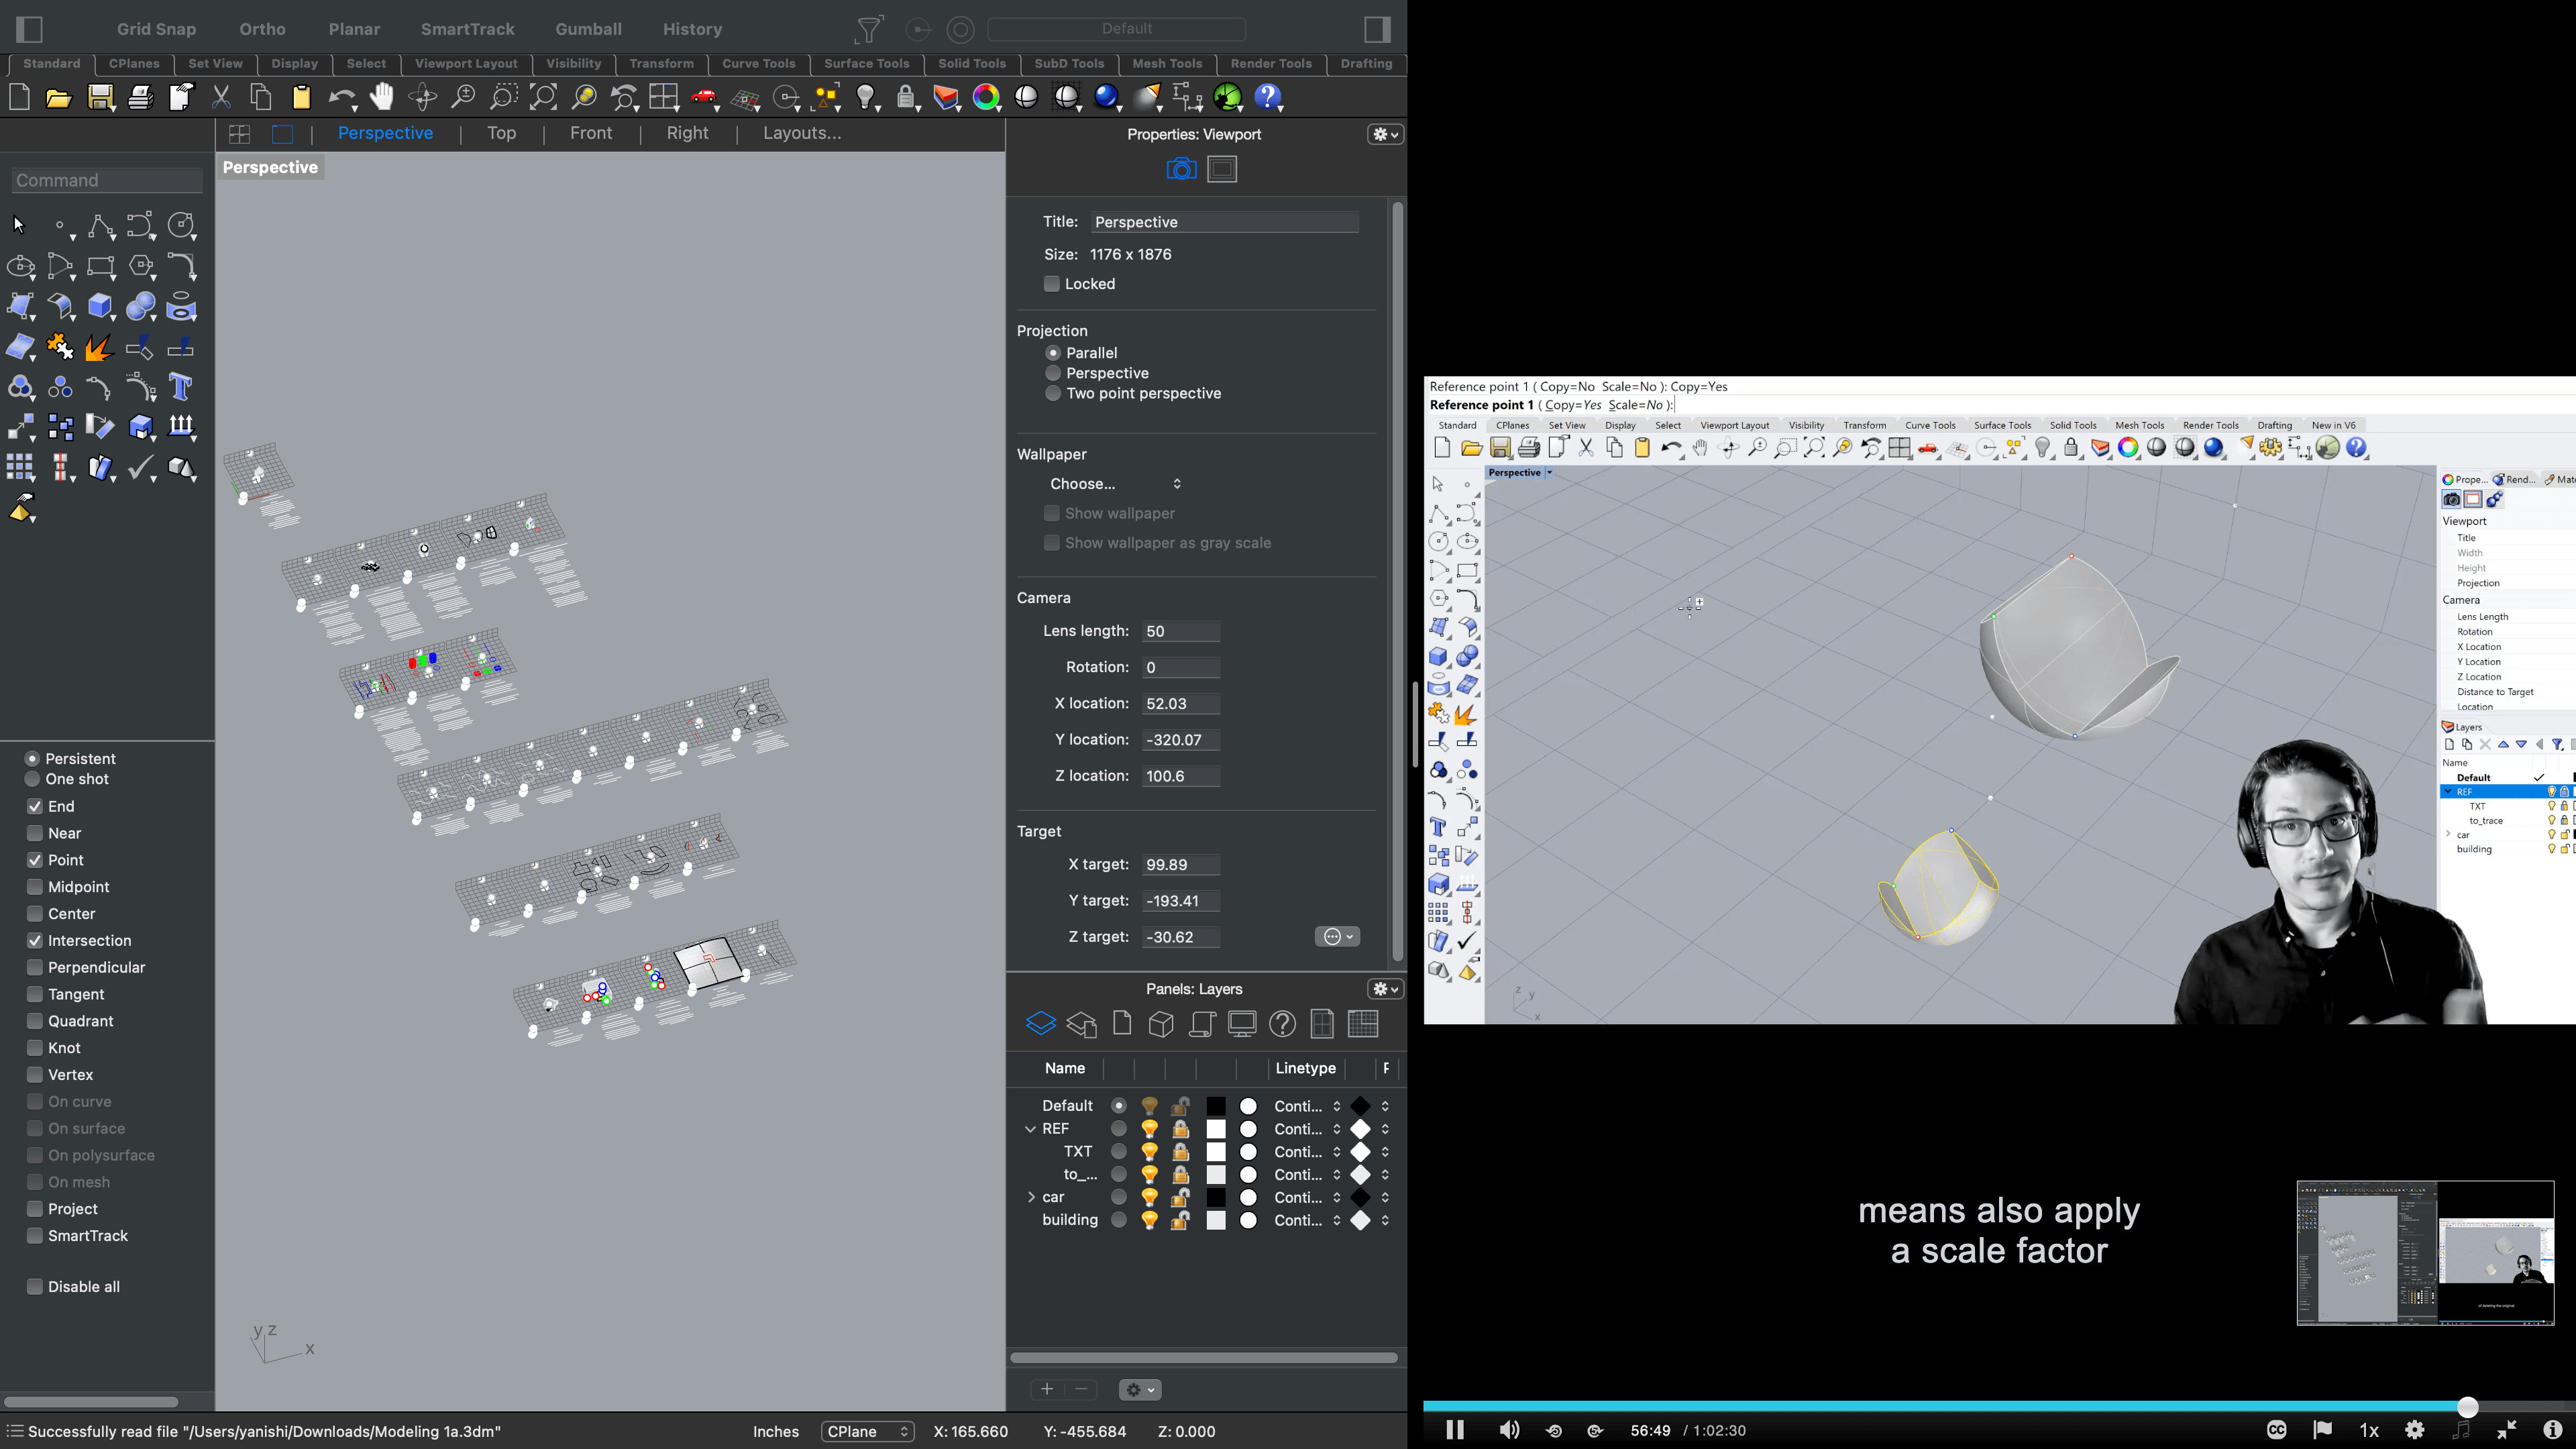 Grid Snap Ortho Planar SmartTrack Gumball History Default
Standard CPlanes Set View Display Select Viewport Layout Visibility Transform Curve Tools Surface Tools Solid Tools SubD Tools Mesh Tools Render Tools Drafting
Perspective Top Front Right Layouts...
Perspective
Command
Persistent
One shot
End
Near
Point
Midpoint
Center
Intersection
Perpendicular
Tangent
Quadrant
Knot
Vertex
On curve
On surface
On polysurface
On mesh
Project
SmartTrack
Disable all
y z
x
Properties: Viewport
Title: Perspective
Size: 1176 x 1876
Locked
Projection
Parallel
Perspective
Two point perspective
Wallpaper
Choose...
Show wallpaper
Show wallpaper as gray scale
Camera
Lens length: 50
Rotation: 0
X location: 52.03
Y location: -320.07
Z location: 100.6
Target
X target: 99.89
Y target: -193.41
Z target: -30.62
Panels: Layers
Name Linetype
Default Conti...
REF Conti...
TXT Conti...
to_... Conti...
car Conti...
building Conti...
Successfully read file "/Users/yanishi/Downloads/Modeling 1a.3dm"
Inches CPlane X: 165.660 Y: -455.684 Z: 0.000
Reference point 1 ( Copy=No Scale=No ): Copy=Yes
Reference point 1 ( Copy=Yes Scale=No ):
Standard CPlanes Set View Display Select Viewport Layout Visibility Transform Curve Tools Surface Tools Solid Tools Mesh Tools Render Tools Drafting New in V6
Perspective
Prope... Rend... Mat
Viewport
Title
Width
Height
Projection
Camera
Lens Length
Rotation
X Location
Y Location
Z Location
Distance to Target
Location
Layers
Name
Default
REF
TXT
to_trace
car
building
z
y
x
means also apply
a scale factor
56:49 / 1:02:30
CC
1x